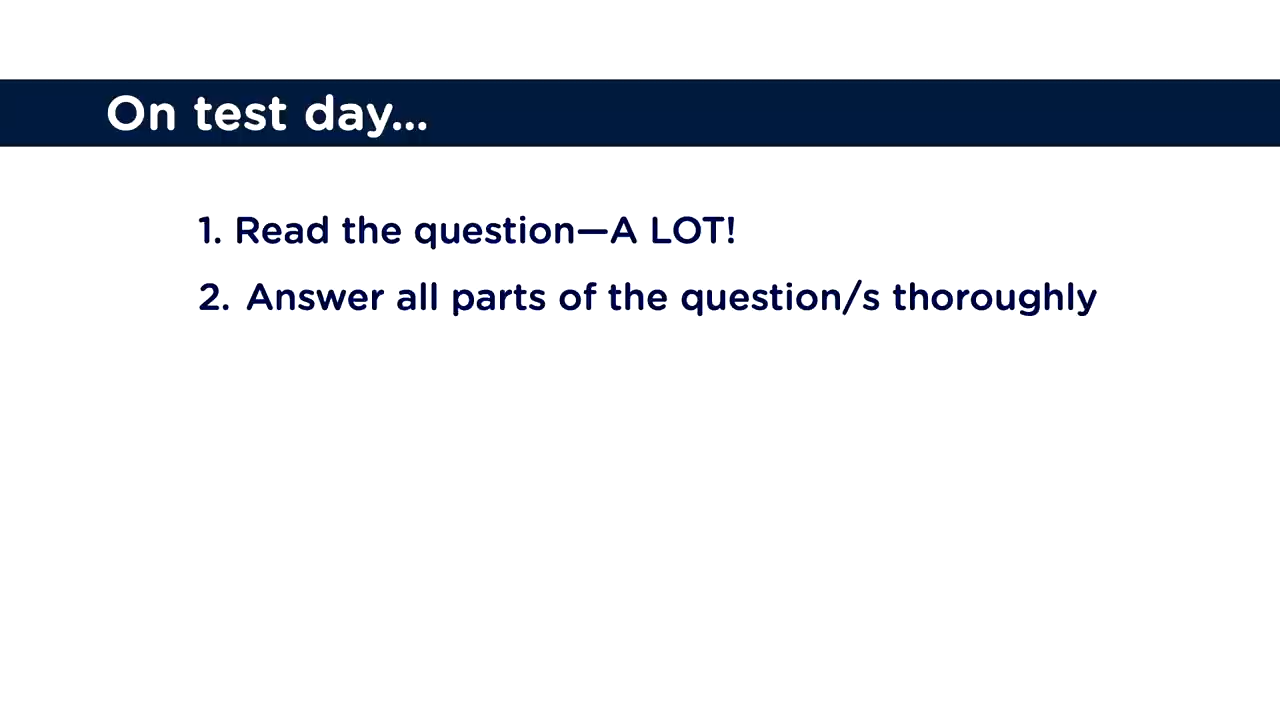 On test day...
1. Read the question—A LOT!
2. Answer all parts of the question/s thoroughly